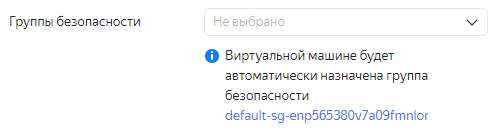 Группы безопасности
Не выбрано
Виртуальной машине будет
автоматически назначена группа
безопасности
default-sg-enp565380v7a09fmnlor